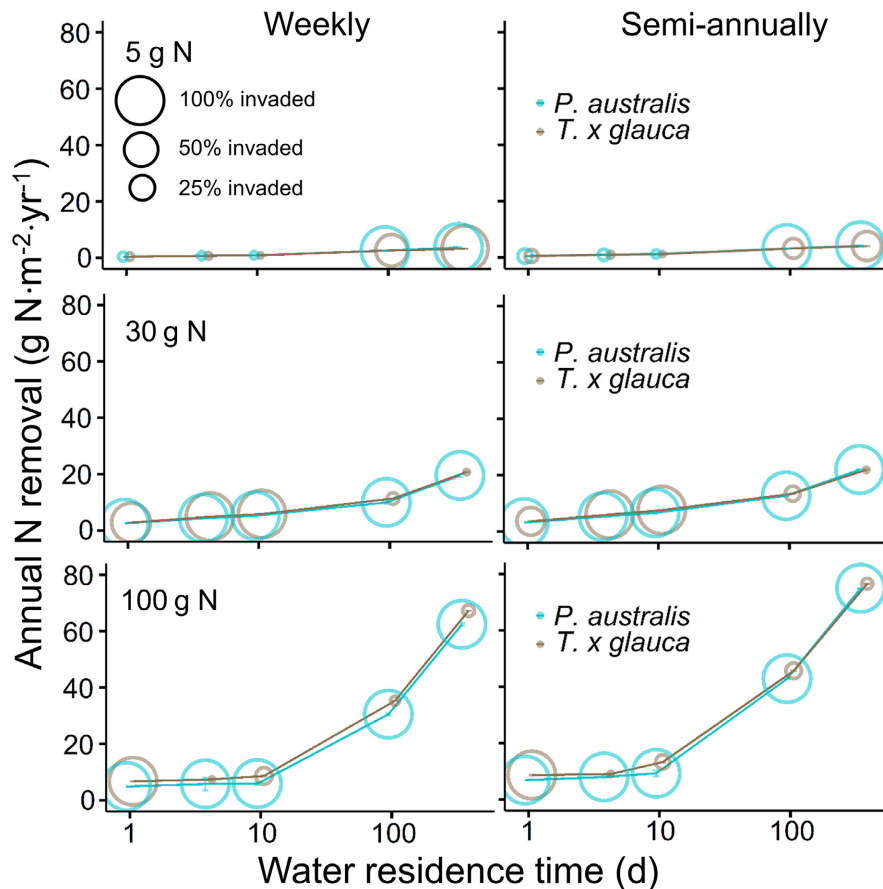 Weekly
Semi-annually
Annual N removal (g N·m⁻²·yr⁻¹)
80
60
40
20
0
5 g N
100% invaded
50% invaded
25% invaded
P. australis
T. x glauca
80
60
40
20
0
30 g N
P. australis
T. x glauca
80
60
40
20
0
100 g N
P. australis
T. x glauca
1
10
100
1
10
100
Water residence time (d)